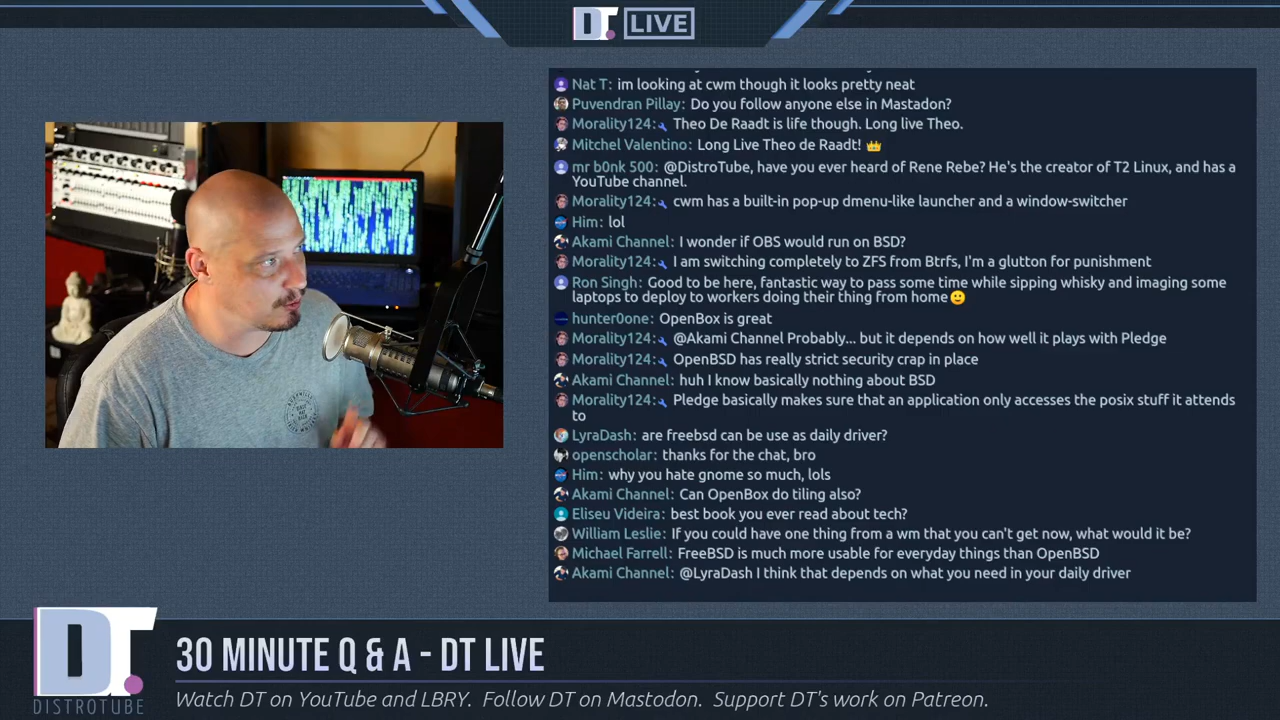 DT. LIVE
Nat T: im looking at cwm though it looks pretty neat
Puvendran Pillay: Do you follow anyone else in Mastadon?
Morality124: Theo De Raadt is life though. Long live Theo.
Mitchel Valentino: Long Live Theo de Raadt! 👑
mr b0nk 500: @DistroTube, have you ever heard of Rene Rebe? He's the creator of T2 Linux, and has a
YouTube channel.
Morality124: cwm has a built-in pop-up dmenu-like launcher and a window-switcher
Him: lol
Akami Channel: I wonder if OBS would run on BSD?
Morality124: I am switching completely to ZFS from Btrfs, I'm a glutton for punishment
Ron Singh: Good to be here, fantastic way to pass some time while sipping whisky and imaging some
laptops to deploy to workers doing their thing from home🙂
hunter0one: OpenBox is great
Morality124: @Akami Channel Probably... but it depends on how well it plays with Pledge
Morality124: OpenBSD has really strict security crap in place
Akami Channel: huh I know basically nothing about BSD
Morality124: Pledge basically makes sure that an application only accesses the posix stuff it attends
to
LyraDash: are freebsd can be use as daily driver?
openscholar: thanks for the chat, bro
Him: why you hate gnome so much, lols
Akami Channel: Can OpenBox do tiling also?
Eliseu Videira: best book you ever read about tech?
William Leslie: If you could have one thing from a wm that you can't get now, what would it be?
Michael Farrell: FreeBSD is much more usable for everyday things than OpenBSD
Akami Channel: @LyraDash I think that depends on what you need in your daily driver
DT.
DISTROTUBE
30 MINUTE Q & A - DT LIVE
Watch DT on YouTube and LBRY. Follow DT on Mastodon. Support DT's work on Patreon.